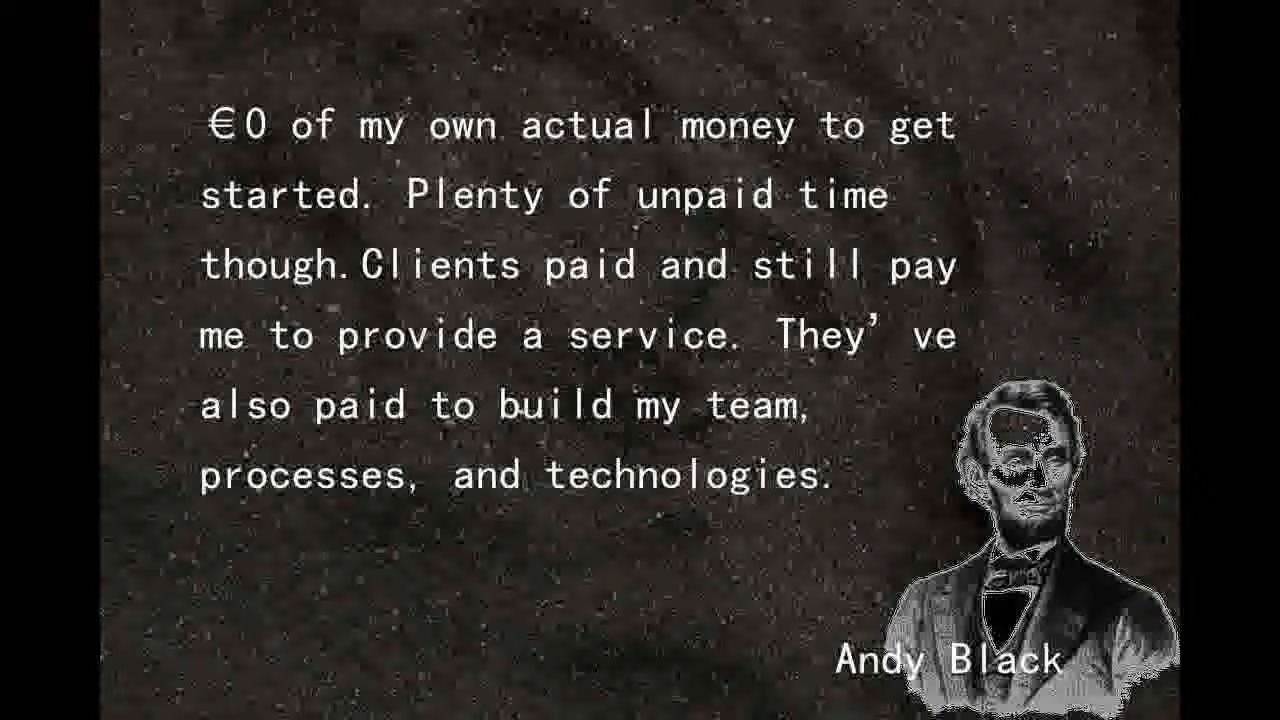 €0 of my own actual money to get
started. Plenty of unpaid time
though.Clients paid and still pay
me to provide a service. They’ve
also paid to build my team,
processes, and technologies.
Andy Black